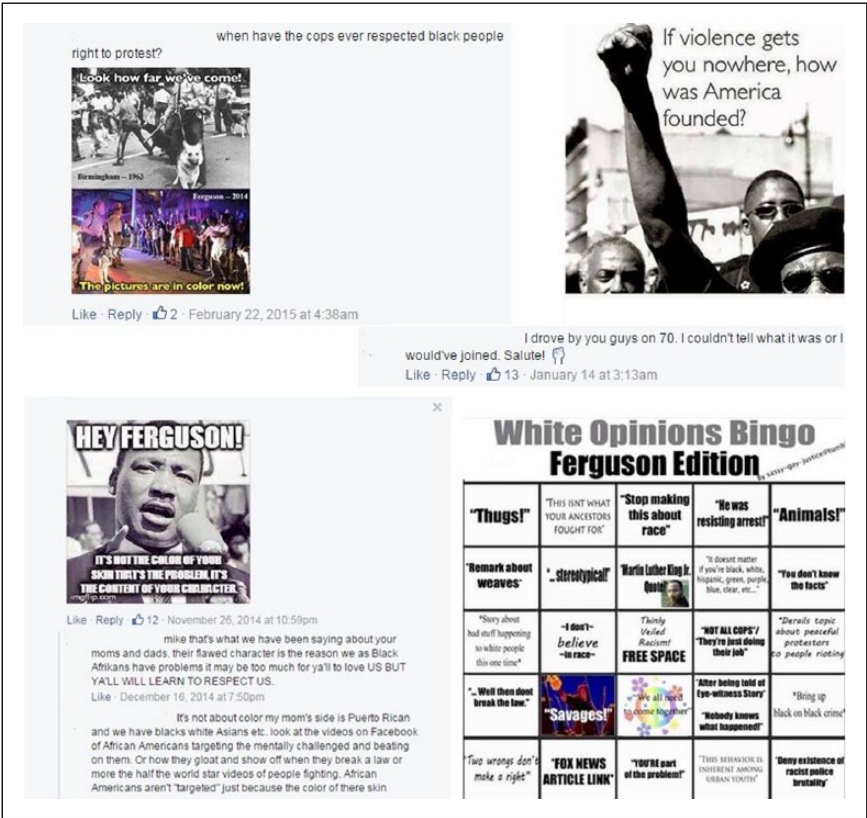 when have the cops ever respected black people
right to protest?
Look how far we've come!
Birmingham – 1963
Ferguson – 2014
The pictures are in color now!
Like · Reply · 2 · February 22, 2015 at 4:38am
If violence gets
you nowhere, how
was America
founded?
I drove by you guys on 70. I couldn't tell what it was or I
would've joined. Salute!
Like · Reply · 13 · January 14 at 3:13am
HEY FERGUSON!
IT'S NOT THE COLOR OF YOUR
SKIN THAT'S THE PROBLEM, IT'S
THE CONTENT OF YOUR CHARACTER.
imgflip.com
Like · Reply · 12 · November 26, 2014 at 10:59pm
mike that's what we have been saying about your
moms and dads. their flawed character is the reason we as Black
Afrikans have problems it may be too much for ya'll to love US BUT
YA'LL WILL LEARN TO RESPECT US.
Like · December 16, 2014 at 7:50pm
It's not about color my mom's side is Puerto Rican
and we have blacks white Asians etc. look at the videos on Facebook
of African Americans targeting the mentally challenged and beating
on them. Or how they gloat and show off when they break a law or
more the half the world star videos of people fighting. African
Americans aren't "targeted" just because the color of there skin
White Opinions Bingo
Ferguson Edition
by sassy-gay-justice@tumblr
"Thugs!"
"THIS ISNT WHAT
YOUR ANCESTORS
FOUGHT FOR"
"Stop making
this about
race"
"He was
resisting arrest!"
"Animals!"
"Remark about
weaves"
"...stereotypical!"
"Martin Luther King Jr.
Quote"
"It doesnt matter
if you're black, white,
hispanic, green, purple,
blue, clear, etc..."
"You don't know
the facts"
"Story about
bad stuff happening
to white people
this one time"
~I don't~
believe
~in race~
Thinly
Veiled
Racism!
FREE SPACE
"NOT ALL COPS"/
"They're just doing
their job"
"Derails topic
about peaceful
protestors
to people rioting
"... Well then dont
break the law."
"Savages!"
"We all need
to come together"
"After being told of
Eye-witness Story"
"Nobody knows
what happened!"
"Bring up
black on black crime"
"Two wrongs don't
make a right"
"FOX NEWS
ARTICLE LINK"
"YOU'RE part
of the problem!"
"THIS BEHAVIOR IS
INHERENT AMONG
URBAN YOUTH"
"Deny existence of
racist police
brutality"